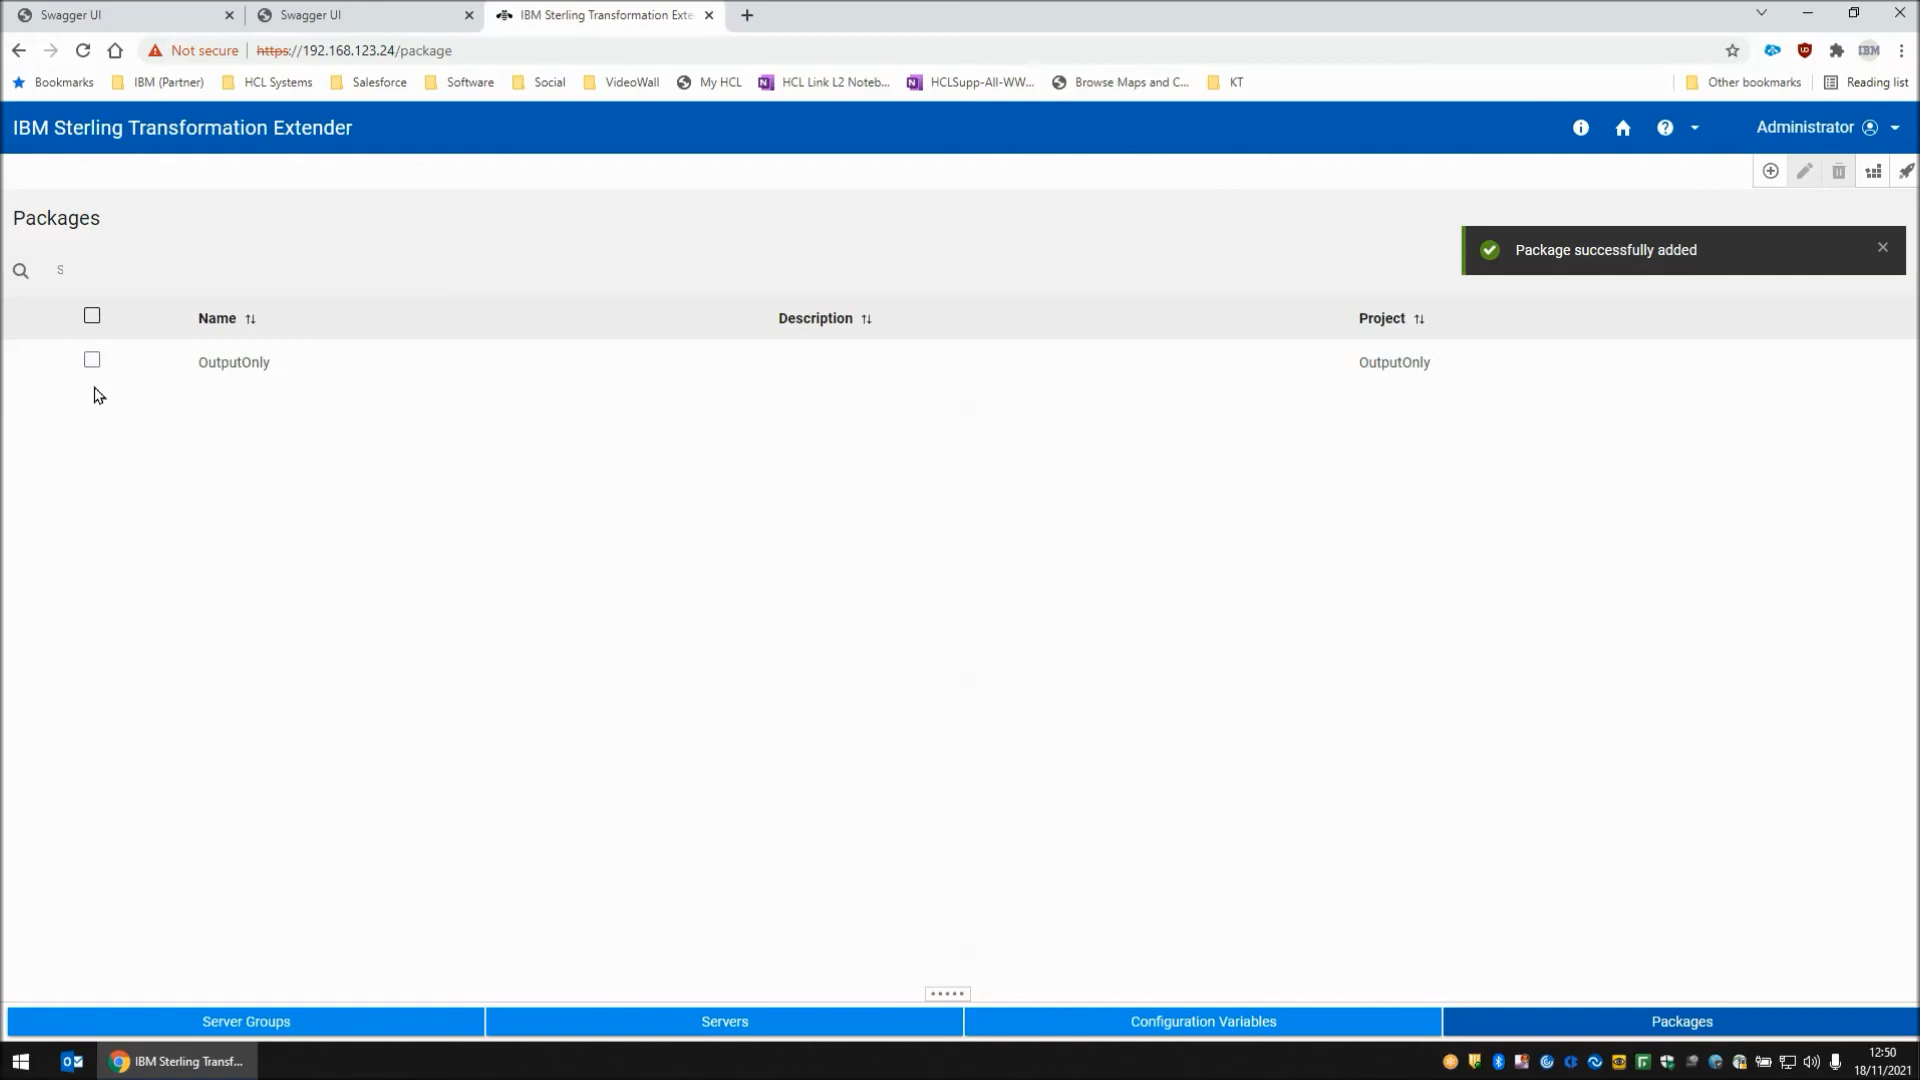 Swagger UI
Swagger UI
IBM Sterling Transformation Exte
Not secure
https://192.168.123.24/package
IBM
Bookmarks
IBM (Partner)
HCL Systems
Salesforce
Software
Social
VideoWall
My HCL
HCL Link L2 Noteb...
HCLSupp-All-WW...
Browse Maps and C...
KT
Other bookmarks
Reading list
IBM Sterling Transformation Extender
Administrator
Packages
Package successfully added
S
Name
Description
Project
OutputOnly
OutputOnly
Server Groups
Servers
Configuration Variables
Packages
IBM Sterling Transf...
12:50
18/11/2021